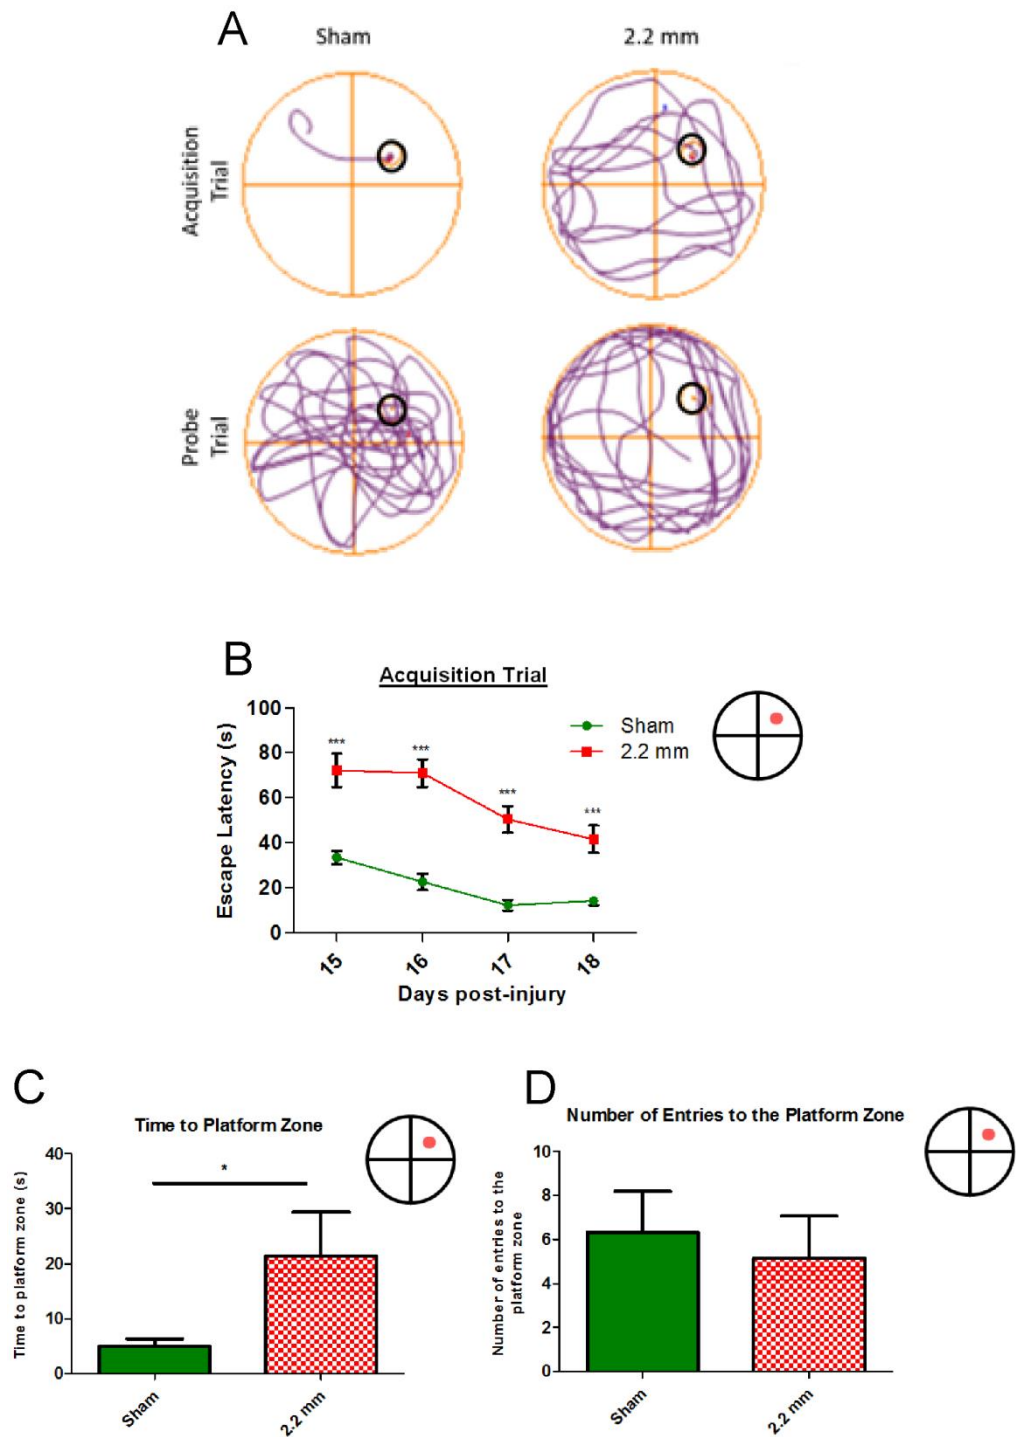 A
Sham
2.2 mm
Acquisition
Trial
Probe
Trial
B
Acquisition Trial
Escape Latency (s)
100
80
60
40
20
0
***
***
***
***
Sham
2.2 mm
15
16
17
18
Days post-injury
C
Time to Platform Zone
Time to platform zone (s)
40
30
20
10
0
*
Sham
2.2 mm
D
Number of Entries to the Platform Zone
Number of entries to the
platform zone
10
8
6
4
2
0
Sham
2.2 mm